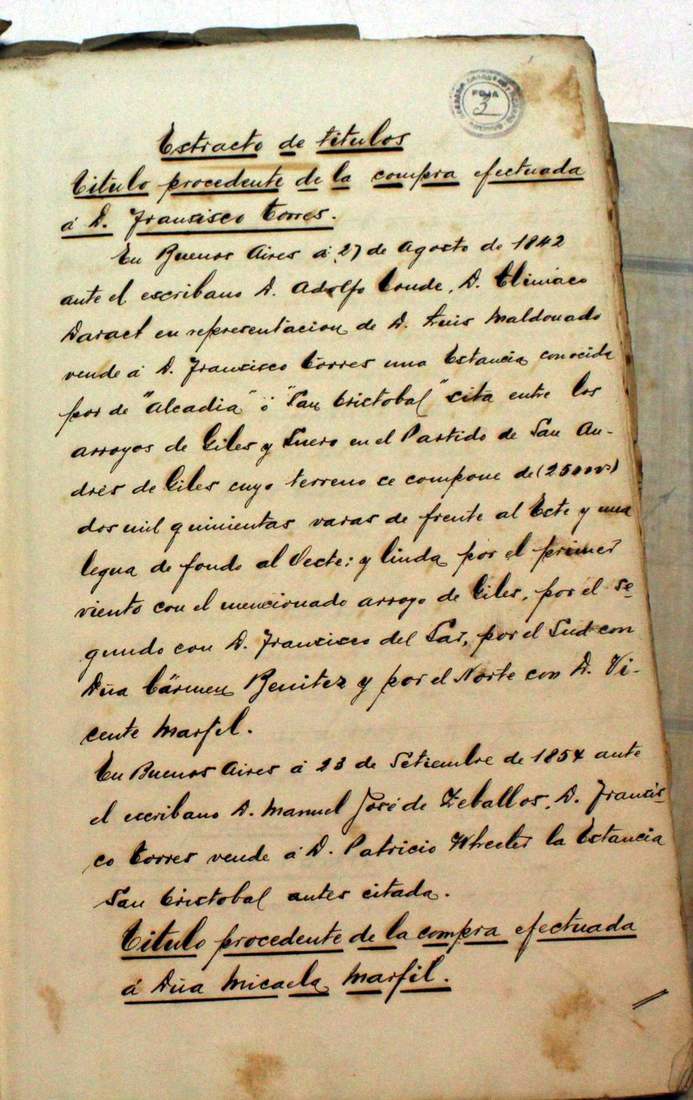 FOJA
3
Estracto de titulos
Titulo procedente de la compra efectuada
á D. Francisco Torres.
En Buenos Aires á 27 de Agosto de 1842
ante el escribano D. Adolfo Conde, D. Climaco
Daract en representacion de D. Luis Maldonado
vende á D. Francisco Torres una Estancia conocida
por de "Alcadia" ó "San Cristobal" sita entre los
arroyos de Giles y Suero en el Partido de San An-
drés de Giles cuyo terreno se compone de (2500 vs)
dos mil quinientas varas de frente al Este y una
legua de fondo al Oeste; y linda por el primer
viento con el mencionado arroyo de Giles, por el se-
gundo con D. Francisco del Sar, por el Sud con
Dña Cármen Benitez y por el Norte con D. Vi-
cente Marfil.
En Buenos Aires á 23 de Setiembre de 1854 ante
el escribano D. Manuel José de Zeballos, D. Francis-
co Torres vende á D. Patricio Wheeler la Estancia
San Cristobal antes citada.
Titulo procedente de la compra efectuada
á Dña Micaela Marfil.